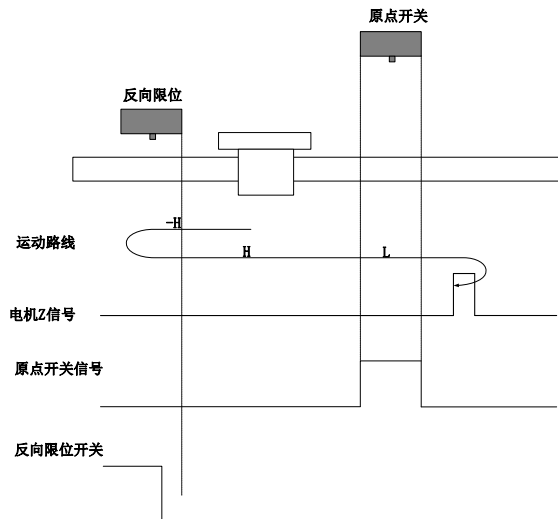 原点开关
反向限位
-H
运动路线
H
L
电机Z信号
原点开关信号
反向限位开关